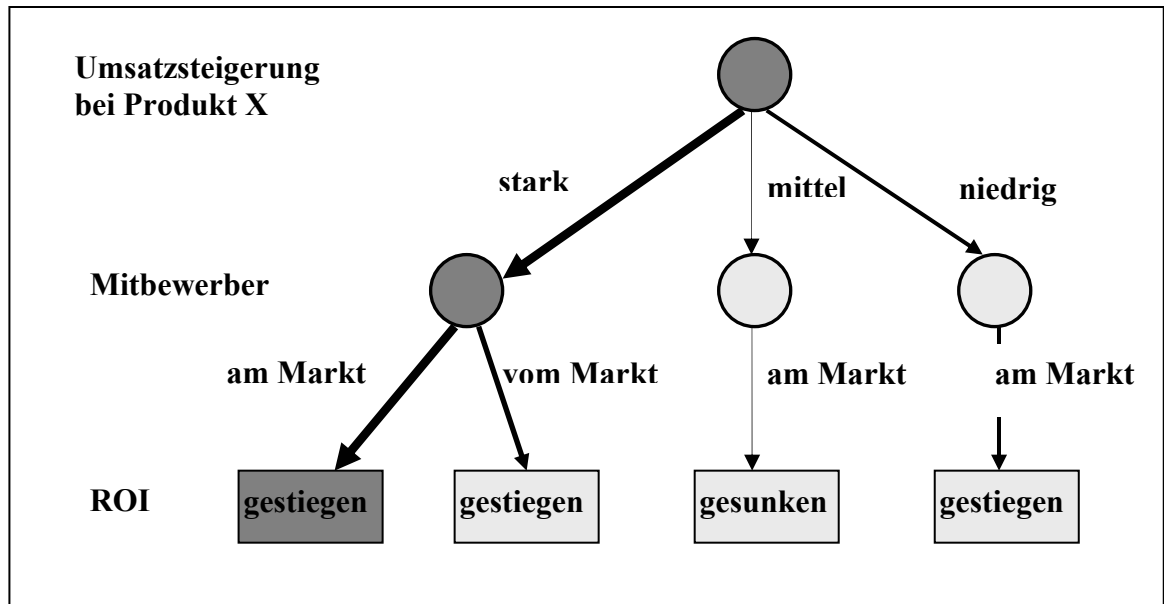 Umsatzsteigerung
bei Produkt X
stark
mittel
niedrig
Mitbewerber
am Markt
vom Markt
am Markt
am Markt
ROI
gestiegen
gestiegen
gesunken
gestiegen